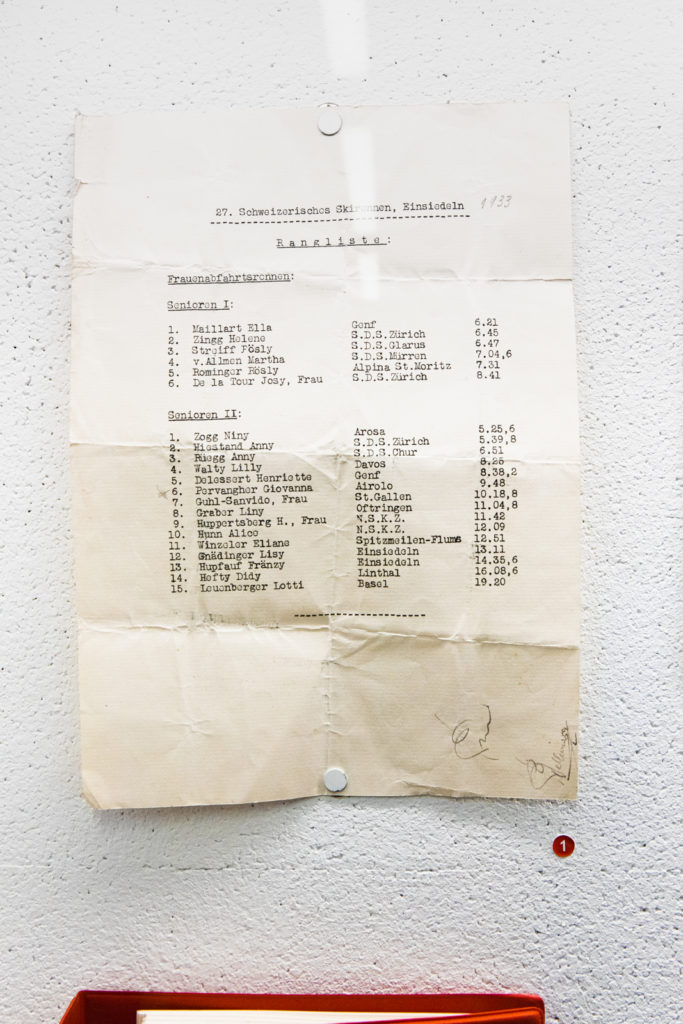 27. Schweizerisches Skirennen, Einsiedeln 1933
Rangliste:
Frauenabfahrtsrennen:
Senioren I:
1. Maillart Ella Genf 6.21
2. Zingg Helene S.D.S.Zürich 6.45
3. Streiff Rösly S.D.S.Glarus 6.47
4. v.Allmen Martha S.D.S.Mürren 7.04,6
5. Rominger Rösly Alpina St.Moritz 7.31
6. De la Tour Josy, Frau S.D.S.Zürich 8.41
Senioren II:
1. Zogg Niny Arosa 5.25,6
2. Miestand Anny S.D.S.Zürich 5.39,8
3. Rüegg Anny S.D.S.Chur 6.51
4. Walty Lilly Davos 8.25
5. Delessert Henriette Genf 8.38,2
6. Pervangher Giovanna Airolo 9.48
7. Guhl-Sanvido, Frau St.Gallen 10.18,8
8. Graber Liny Oftringen 11.04,8
9. Huppertsberg H., Frau N.S.K.Z. 11.42
10. Hunn Alice N.S.K.Z. 12.09
11. Winzeler Eliane Spitzmeilen-Flums 12.51
12. Gnädinger Lisy Einsiedeln 13.11
13. Hupfauf Fränzy Einsiedeln 14.35,6
14. Hefty Didy Linthal 16.08,6
15. Leuenberger Lotti Basel 19.20
1